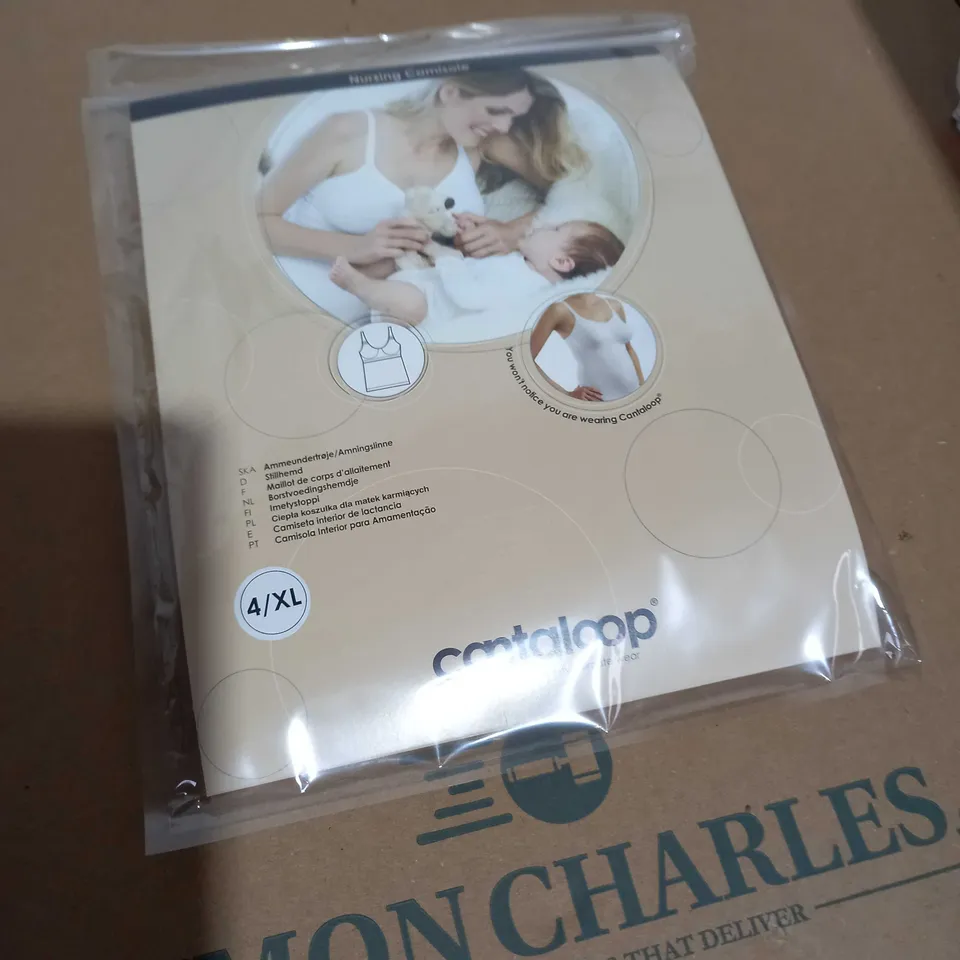 Nursing Camisole
You won't notice you are wearing Cantaloop®
SKA Ammeundertrøje/Amningslinne
D Stillhemd
F Maillot de corps d'allaitement
NL Borstvoedingshemdje
FI Imetystoppi
PL Ciepła koszulka dla matek karmiących
E Camiseta interior de lactancia
PT Camisola Interior para Amamentação
4/XL
cantaloop®
MON CHARLES
THAT DELIVER